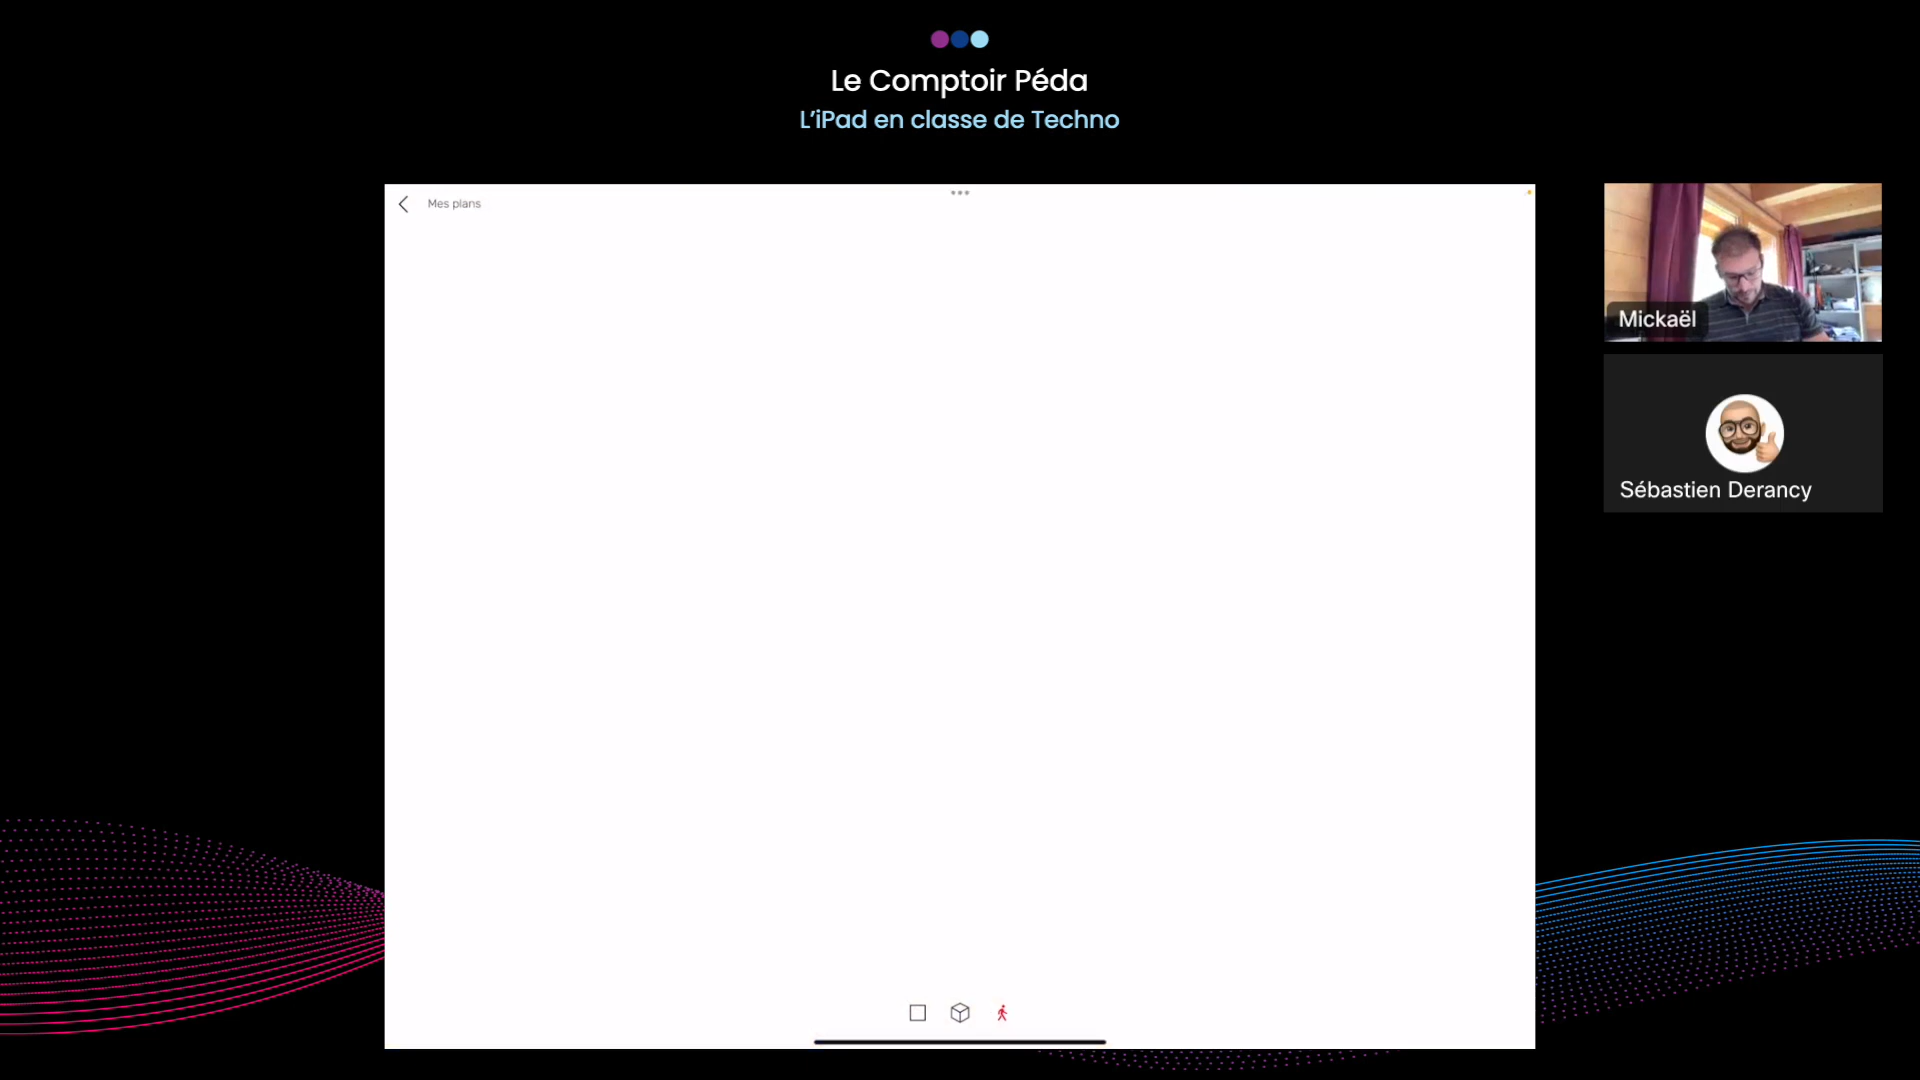 Le Comptoir Péda
L’iPad en classe de Techno
Mes plans
Mickaël
Sébastien Derancy